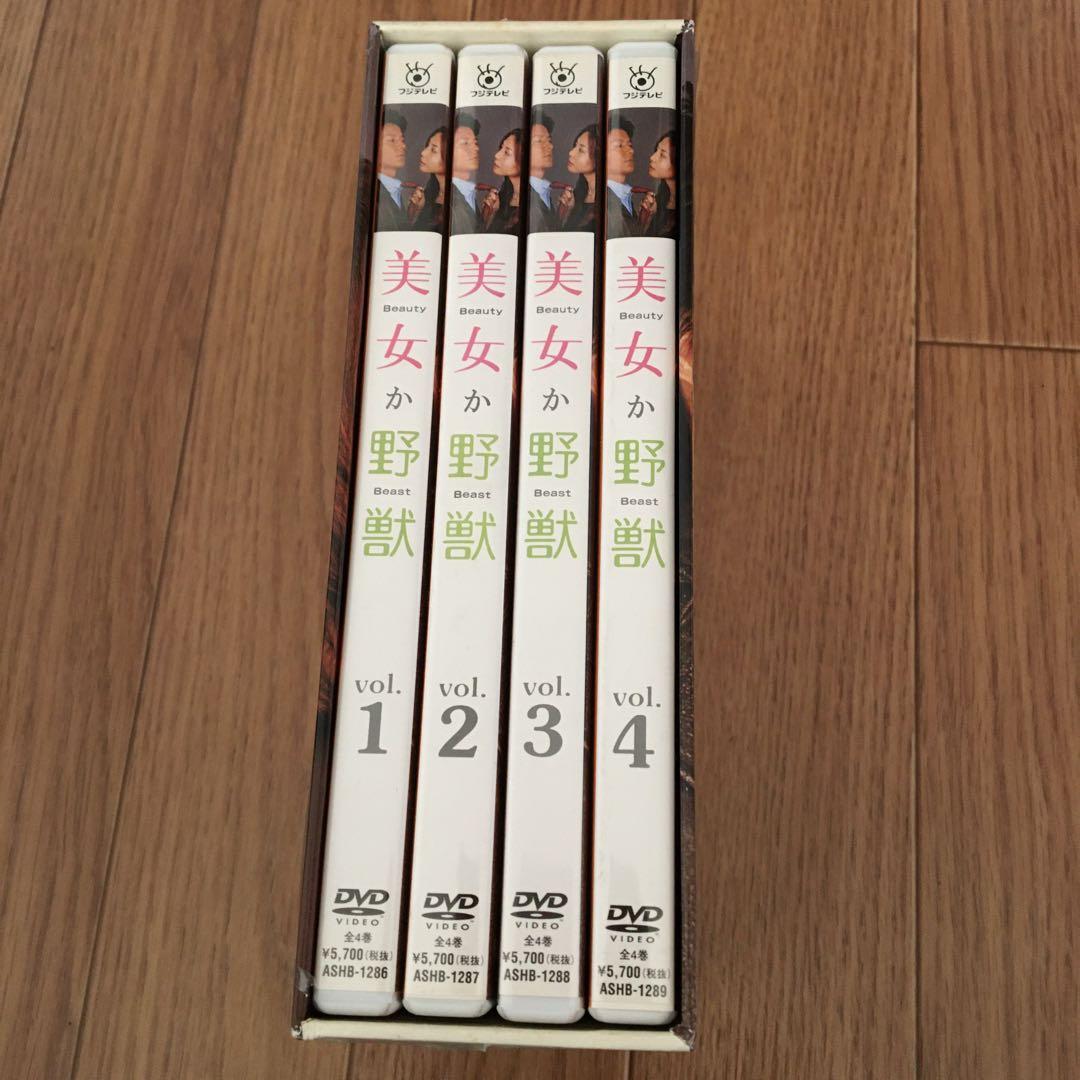 フジテレビ
美女か野獣
Beauty
Beast
vol.
1
DVD
VIDEO
全4巻
¥5,700(税抜)
ASHB-1286
フジテレビ
美女か野獣
Beauty
Beast
vol.
2
DVD
VIDEO
全4巻
¥5,700(税抜)
ASHB-1287
フジテレビ
美女か野獣
Beauty
Beast
vol.
3
DVD
VIDEO
全4巻
¥5,700(税抜)
ASHB-1288
フジテレビ
美女か野獣
Beauty
Beast
vol.
4
DVD
VIDEO
全4巻
¥5,700(税抜)
ASHB-1289